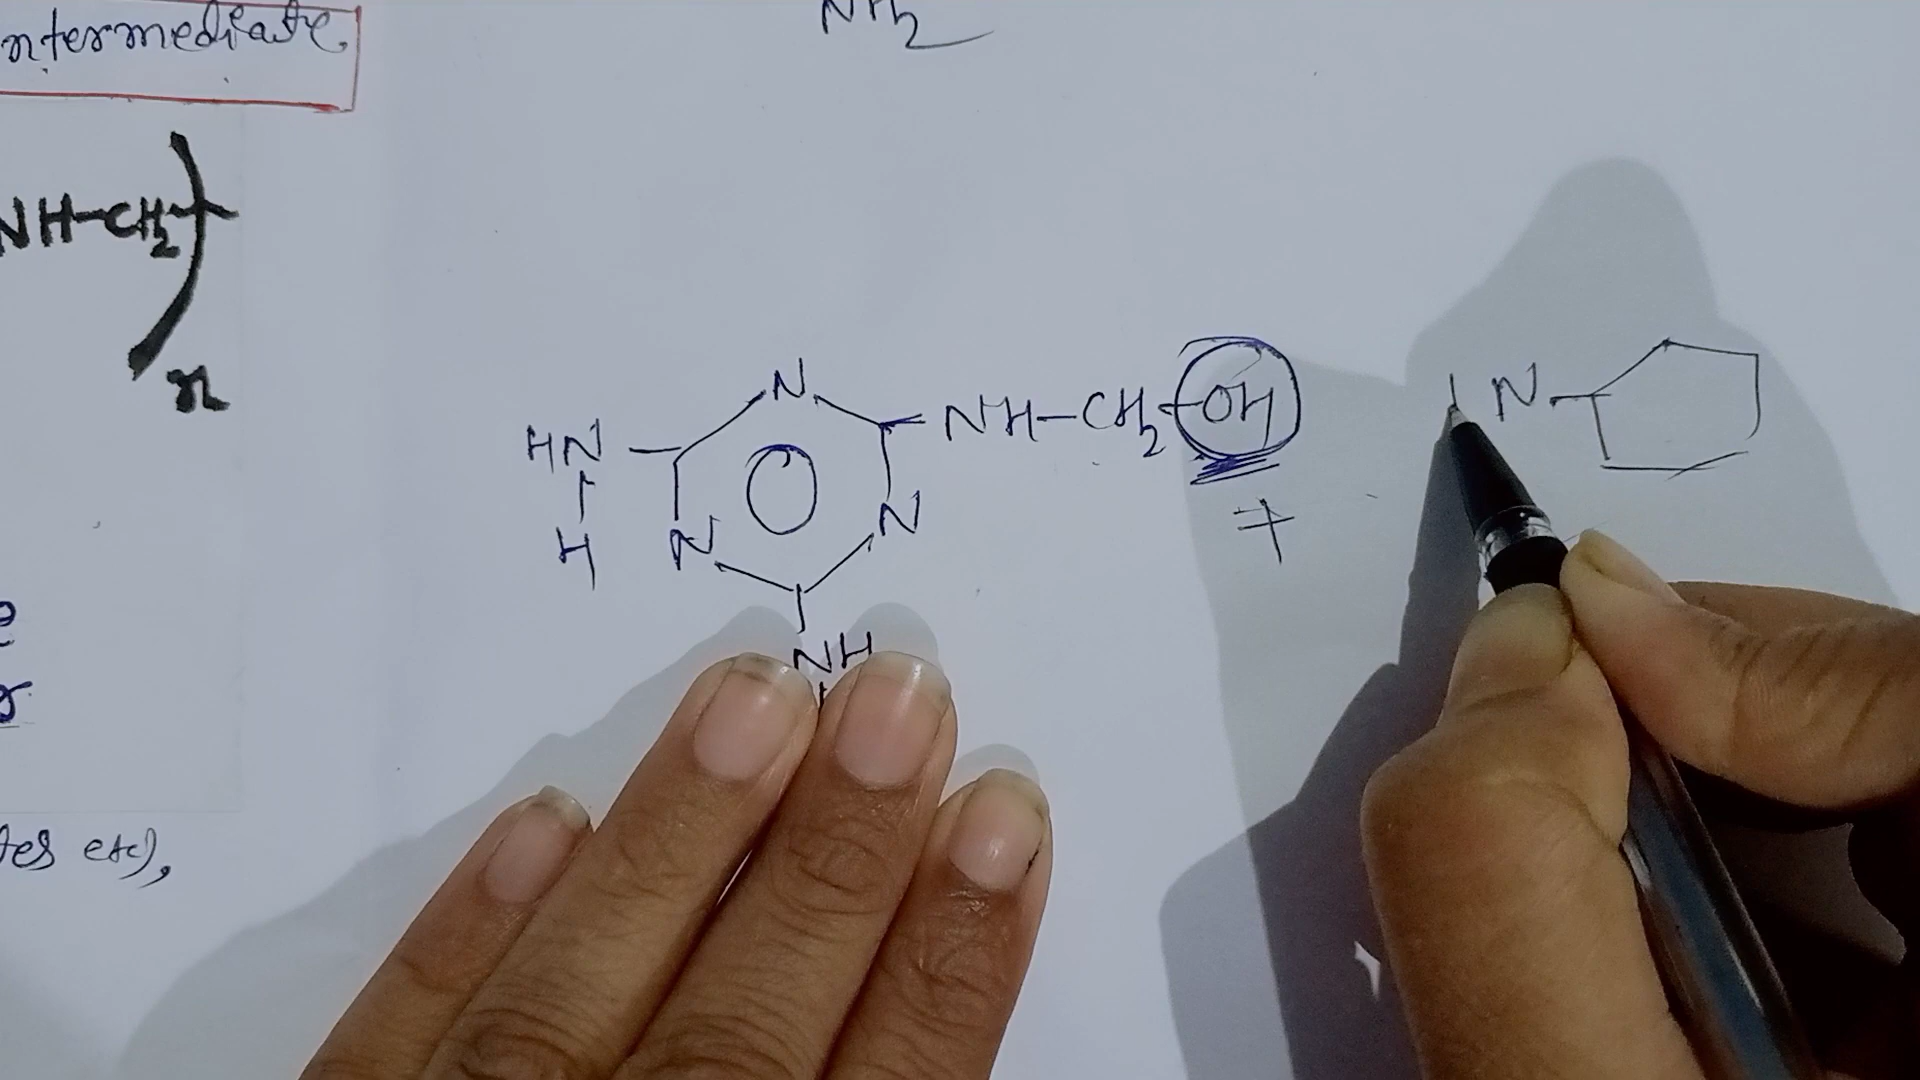 ntermediate
NH2
NH-CH2
n
N
HN
NH-CH2-OH
N
H
N
N
+
NH
e
r
tes etc),